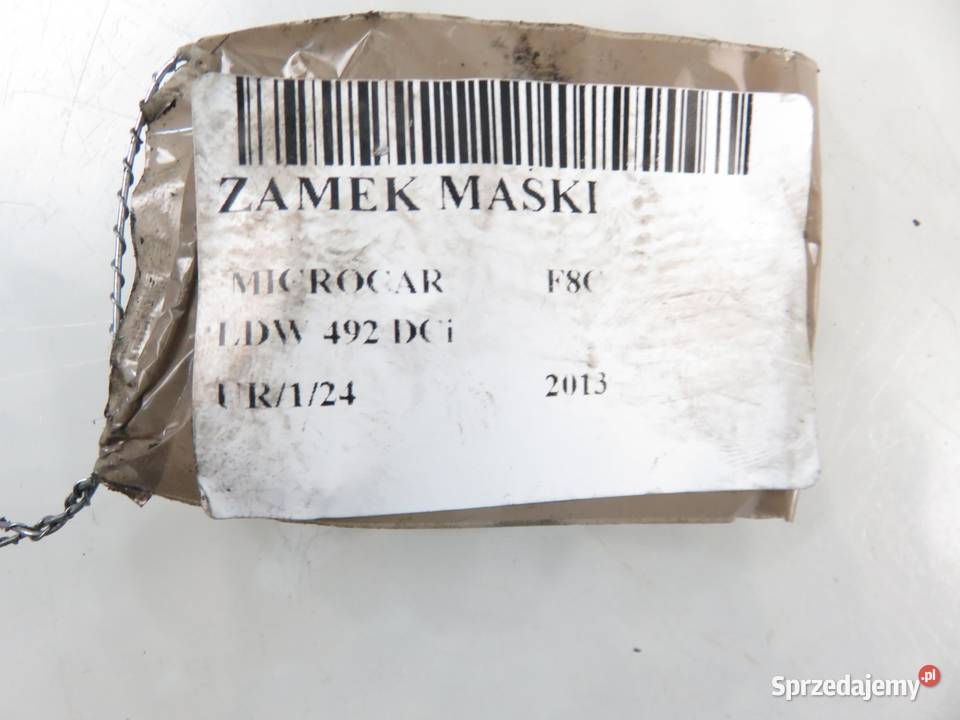 ZAMEK MASKI
MICROCAR F8C
LDW 492 DCi
UR/1/24 2013
Sprzedajemy.pl